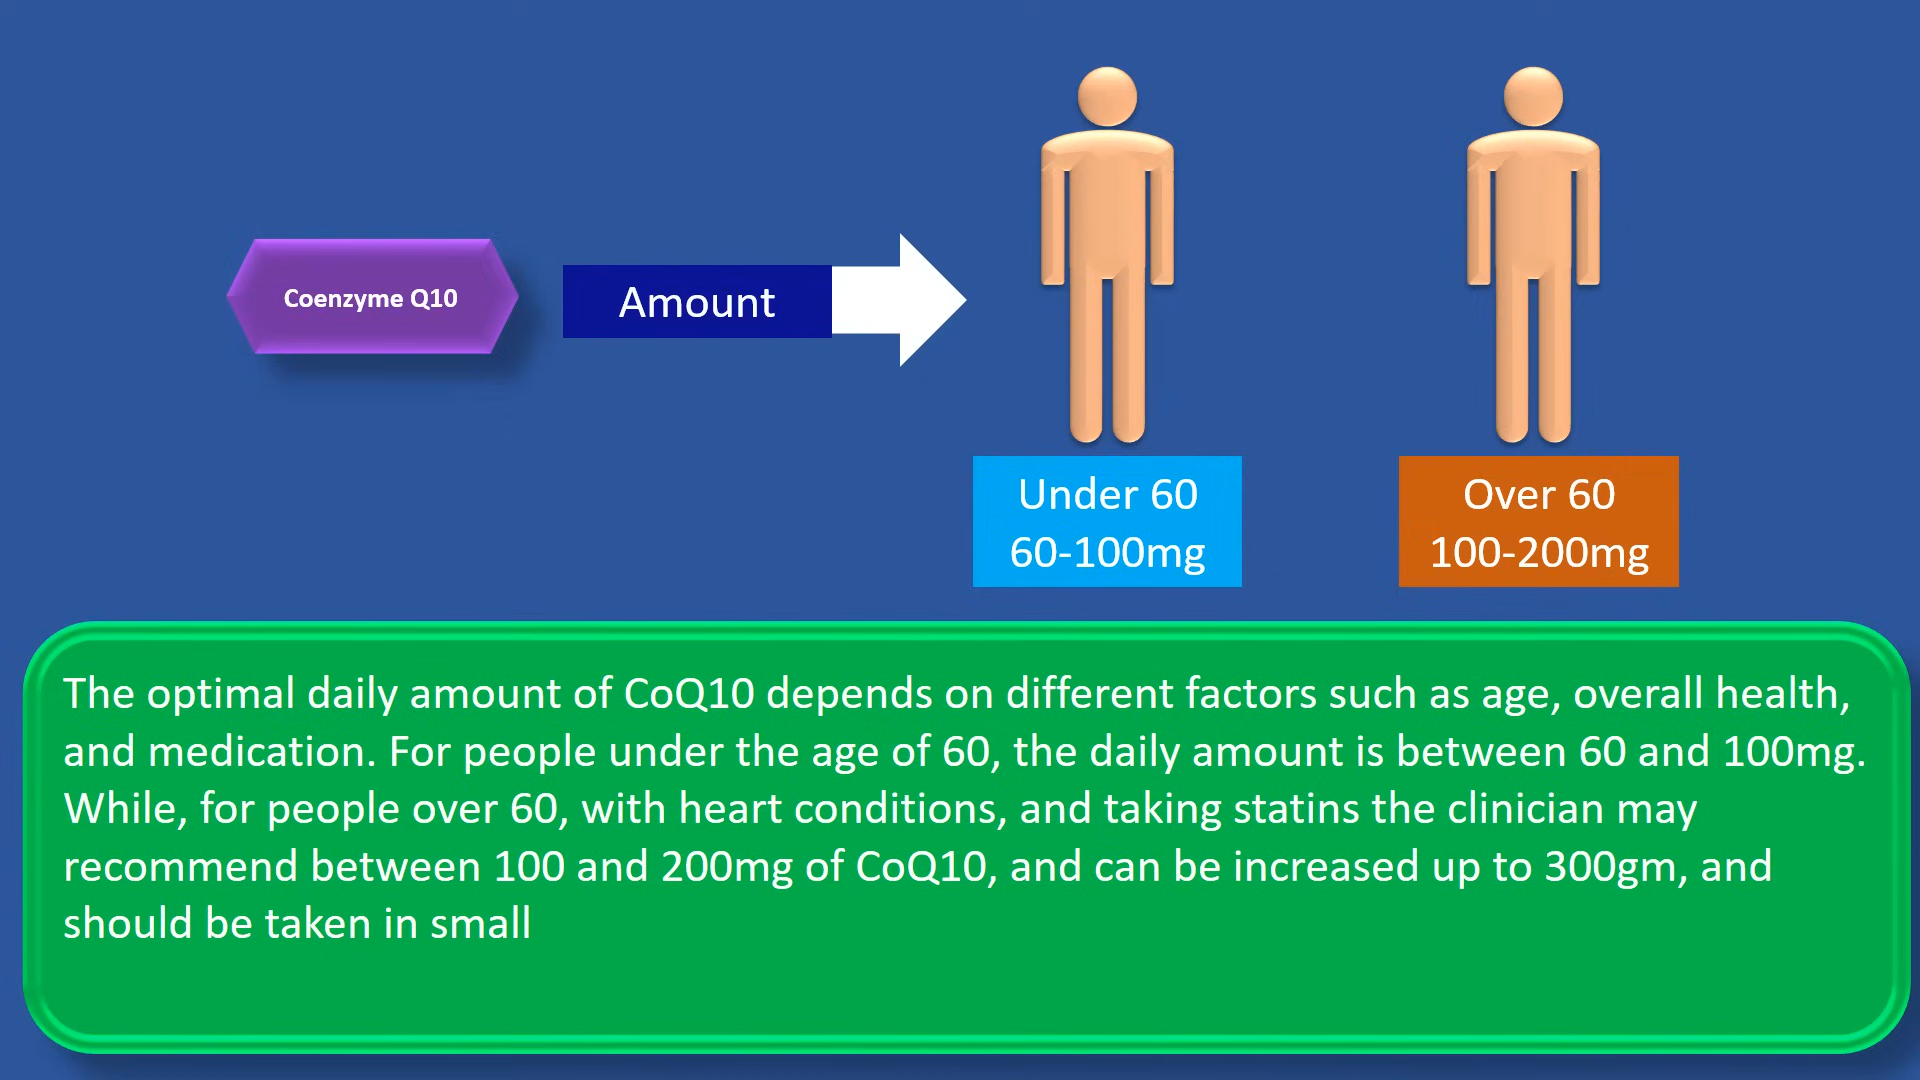 Coenzyme Q10
Amount
Under 60
60-100mg
Over 60
100-200mg
The optimal daily amount of CoQ10 depends on different factors such as age, overall health,
and medication. For people under the age of 60, the daily amount is between 60 and 100mg.
While, for people over 60, with heart conditions, and taking statins the clinician may
recommend between 100 and 200mg of CoQ10, and can be increased up to 300gm, and
should be taken in small